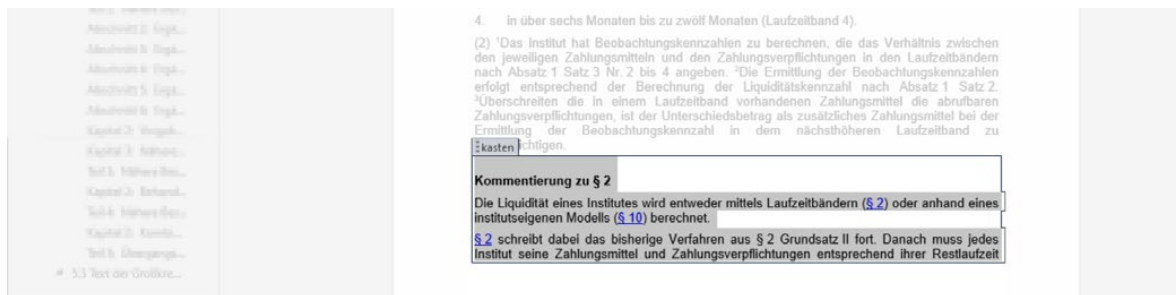 4. in über sechs Monaten bis zu zwölf Monaten (Laufzeitband 4).
(2) ¹Das Institut hat Beobachtungskennzahlen zu berechnen, die das Verhältnis zwischen
den jeweiligen Zahlungsmitteln und den Zahlungsverpflichtungen in den Laufzeitbändern
nach Absatz 1 Satz 3 Nr. 2 bis 4 angeben. ²Die Ermittlung der Beobachtungskennzahlen
erfolgt entsprechend der Berechnung der Liquiditätskennzahl nach Absatz 1 Satz 2.
³Überschreiten die in einem Laufzeitband vorhandenen Zahlungsmittel die abrufbaren
Zahlungsverpflichtungen, ist der Unterschiedsbetrag als zusätzliches Zahlungsmittel bei der
Ermittlung der Beobachtungskennzahl in dem nächsthöheren Laufzeitband zu
kasten ichtigen.
Kommentierung zu § 2
Die Liquidität eines Institutes wird entweder mittels Laufzeitbändern (§ 2) oder anhand eines
institutseigenen Modells (§ 10) berechnet.
§ 2 schreibt dabei das bisherige Verfahren aus § 2 Grundsatz II fort. Danach muss jedes
Institut seine Zahlungsmittel und Zahlungsverpflichtungen entsprechend ihrer Restlaufzeit